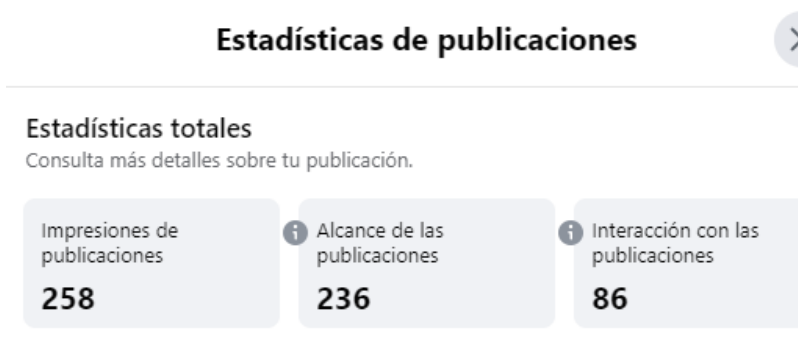 Estadísticas de publicaciones
Estadísticas totales
Consulta más detalles sobre tu publicación.
Impresiones de
publicaciones
258
Alcance de las
publicaciones
236
Interacción con las
publicaciones
86